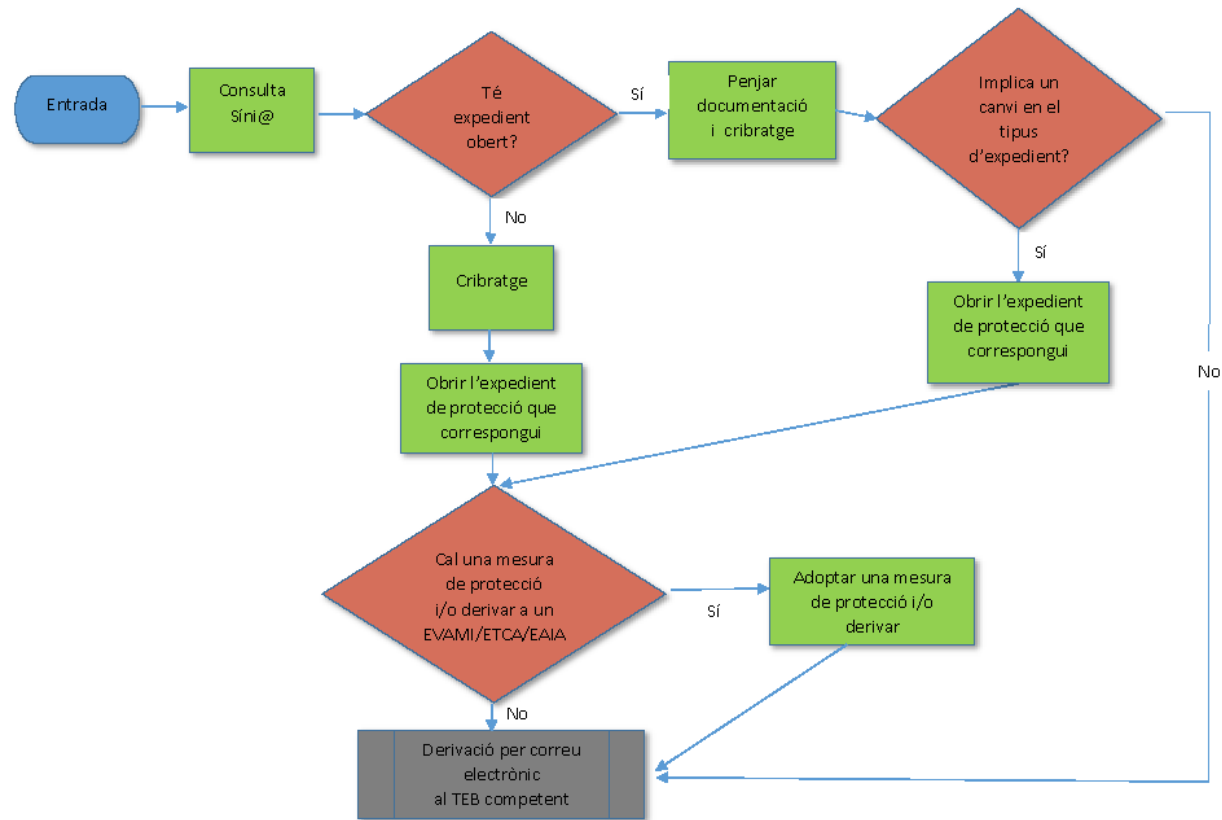 Entrada
Consulta
Síni@
Té
expedient
obert?
Sí
Penjar
documentació
i cribratge
Implica un
canvi en el
tipus
d'expedient?
No
Sí
Cribratge
Obrir l'expedient
de protecció que
correspongui
No
Obrir l'expedient
de protecció que
correspongui
Cal una mesura
de protecció
i/o derivar a un
EVAMI/ETCA/EAIA
Sí
Adoptar una mesura
de protecció i/o
derivar
No
Derivació per correu
electrònic
al TEB competent